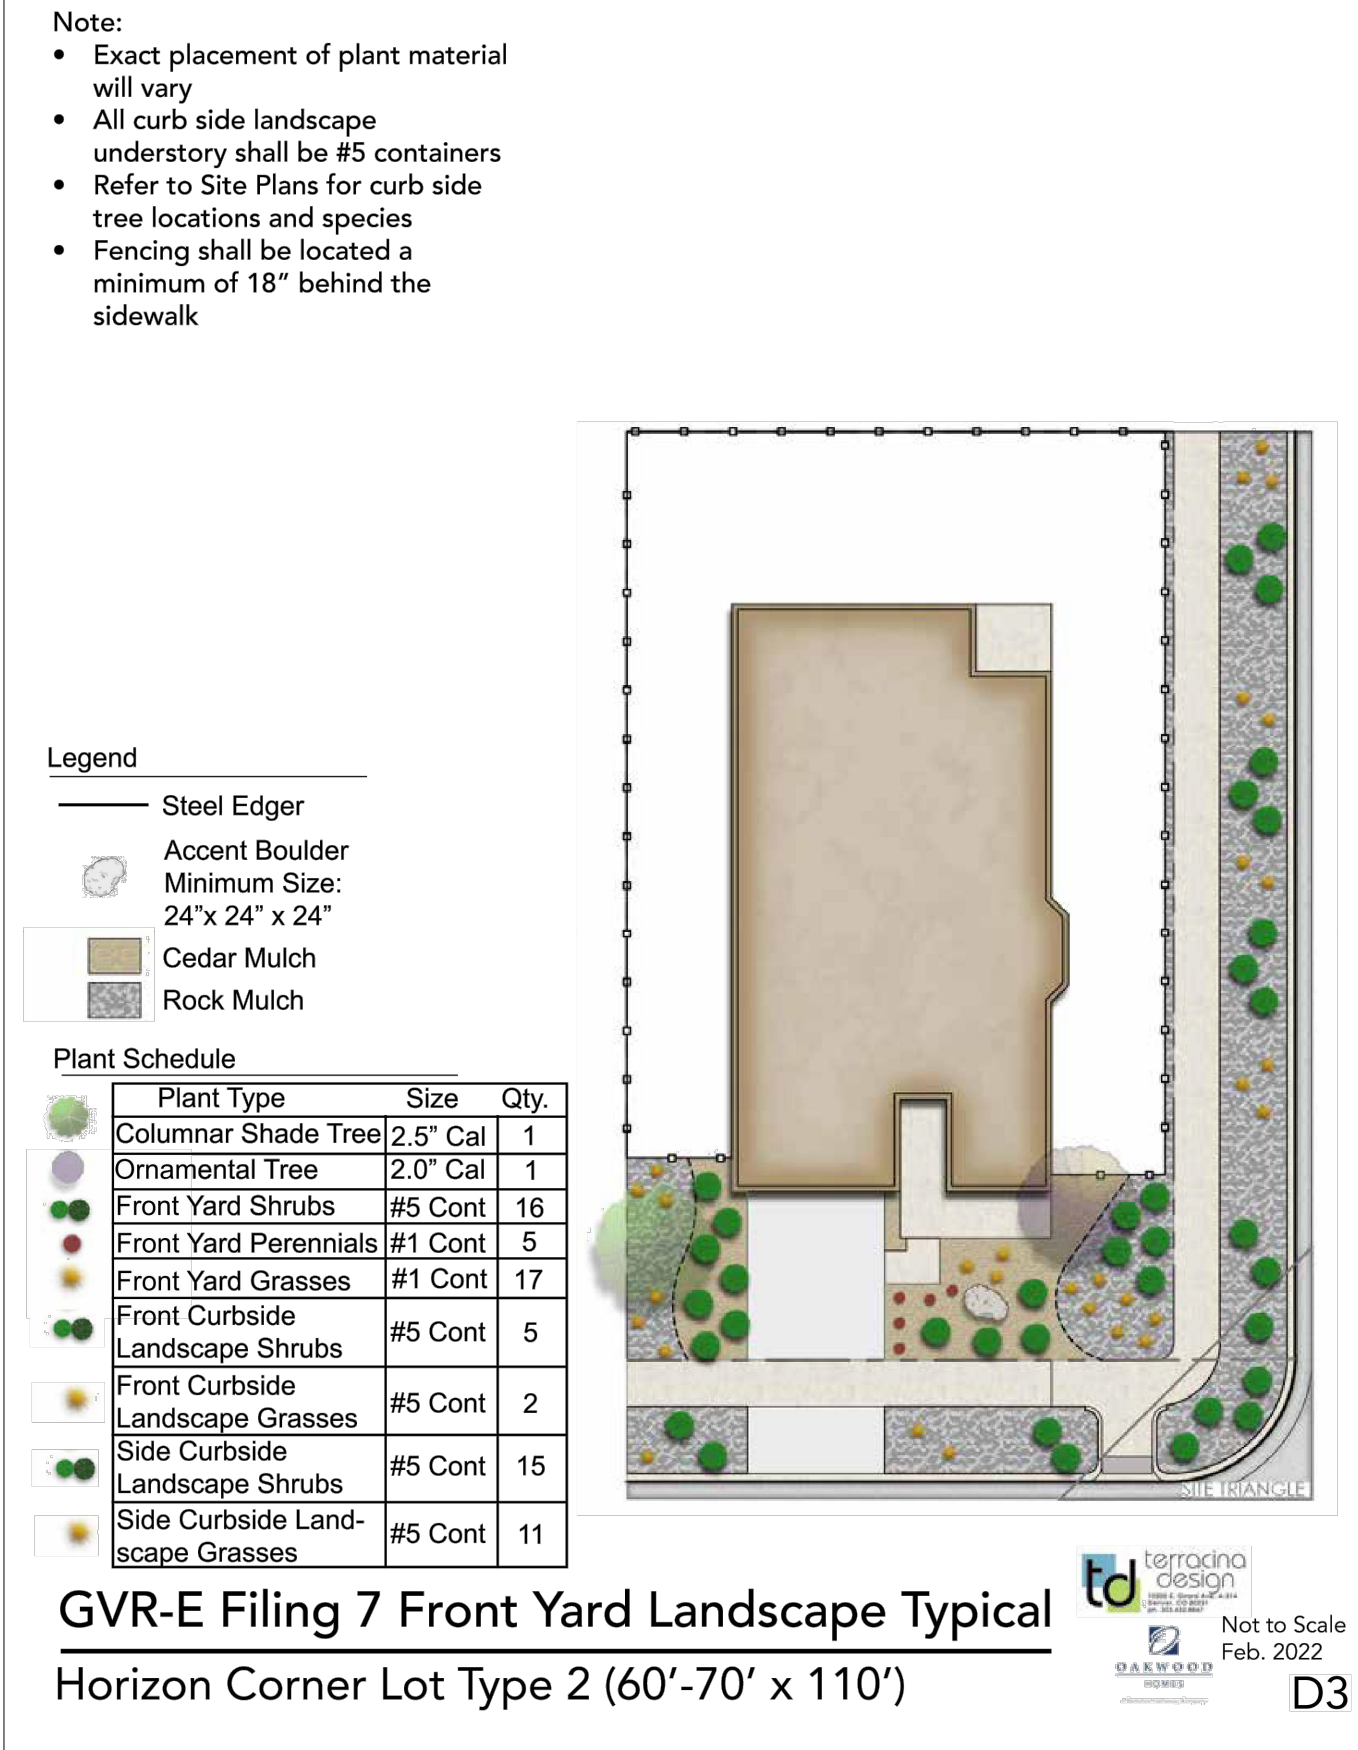 Note:
• Exact placement of plant material
will vary
• All curb side landscape
understory shall be #5 containers
• Refer to Site Plans for curb side
tree locations and species
• Fencing shall be located a
minimum of 18” behind the
sidewalk
Legend
Steel Edger
Accent Boulder
Minimum Size:
24”x 24” x 24”
Cedar Mulch
Rock Mulch
Plant Schedule
Plant Type Size Qty.
Columnar Shade Tree 2.5” Cal 1
Ornamental Tree 2.0” Cal 1
Front Yard Shrubs #5 Cont 16
Front Yard Perennials #1 Cont 5
Front Yard Grasses #1 Cont 17
Front Curbside
Landscape Shrubs #5 Cont 5
Front Curbside
Landscape Grasses #5 Cont 2
Side Curbside
Landscape Shrubs #5 Cont 15
Side Curbside Land-
scape Grasses #5 Cont 11
SITE TRIANGLE
GVR-E Filing 7 Front Yard Landscape Typical
Horizon Corner Lot Type 2 (60’-70’ x 110’)
td
terracina
design
OAKWOOD
HOMES
Not to Scale
Feb. 2022
D3